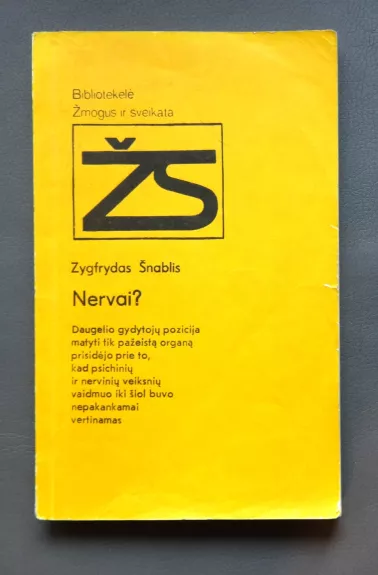 Bibliotekelė
Žmogus ir sveikata
ŽS
Zygfrydas Šnablis
Nervai?
Daugelio gydytojų pozicija
matyti tik pažeistą organą
prisidėjo prie to,
kad psichinių
ir nervinių veiksnių
vaidmuo iki šiol buvo
nepakankamai
vertinamas